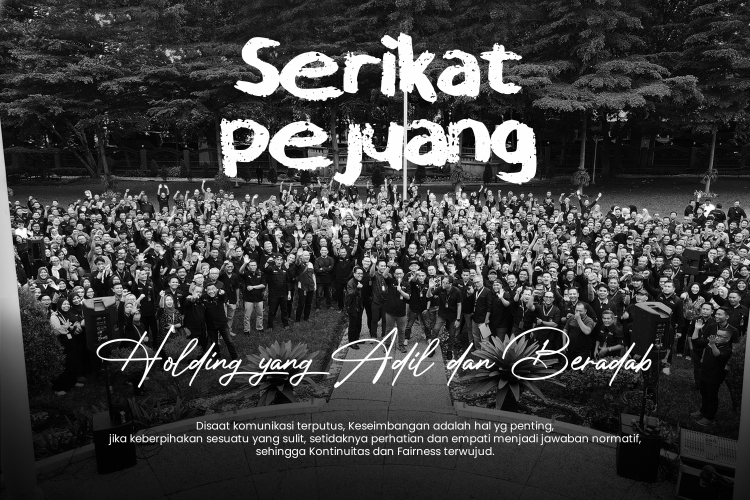 Serikat
pejuang
Holding yang Adil dan Beradab
Disaat komunikasi terputus, Keseimbangan adalah hal yg penting,
jika keberpihakan sesuatu yang sulit, setidaknya perhatian dan empati menjadi jawaban normatif,
sehingga Kontinuitas dan Fairness terwujud.